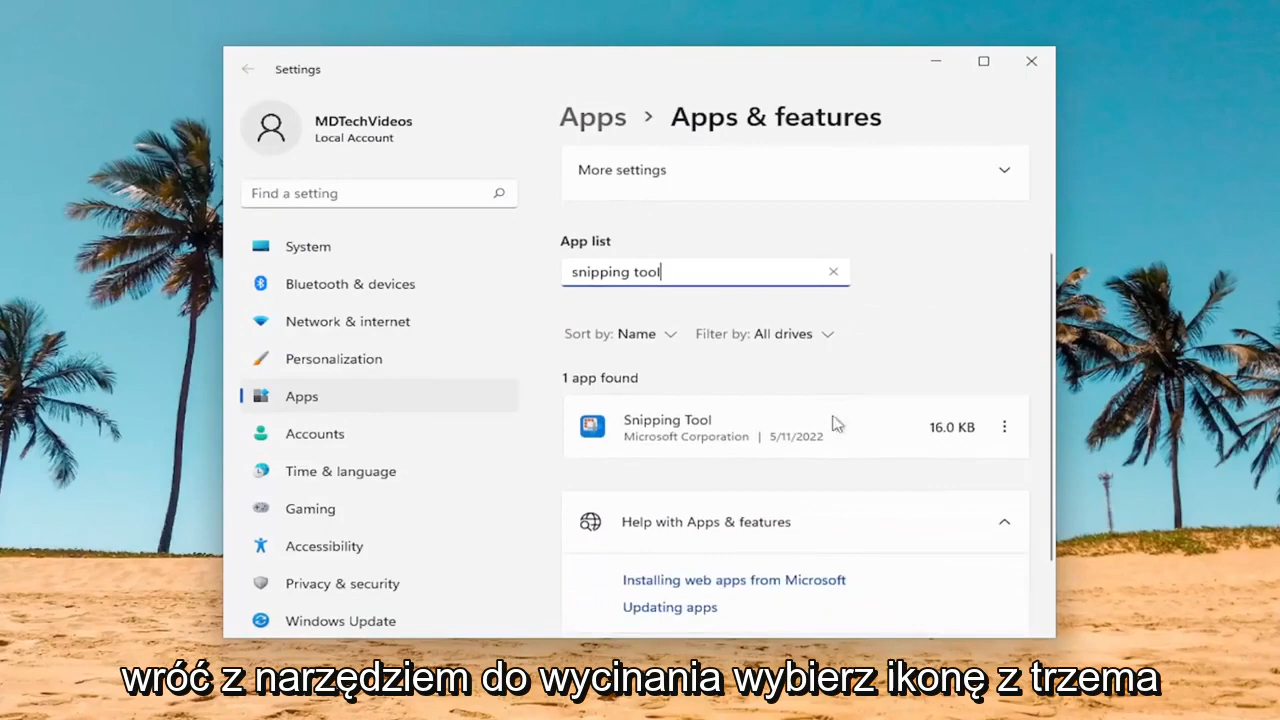 Settings
MDTechVideos
Local Account
Find a setting
System
Bluetooth & devices
Network & internet
Personalization
Apps
Accounts
Time & language
Gaming
Accessibility
Privacy & security
Windows Update
Apps › Apps & features
More settings
App list
snipping tool
Sort by: Name Filter by: All drives
1 app found
Snipping Tool
Microsoft Corporation | 5/11/2022
16.0 KB
Help with Apps & features
Installing web apps from Microsoft
Updating apps
wróć z narzędziem do wycinania wybierz ikonę z trzema